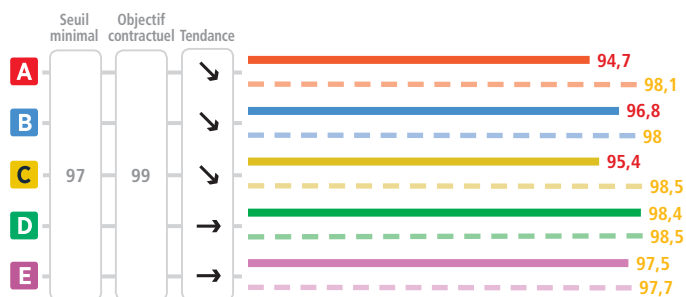 Seuil minimal
Objectif contractuel
Tendance
A
94,7
98,1
B
96,8
98
C
97
99
95,4
98,5
D
98,4
98,5
E
97,5
97,7